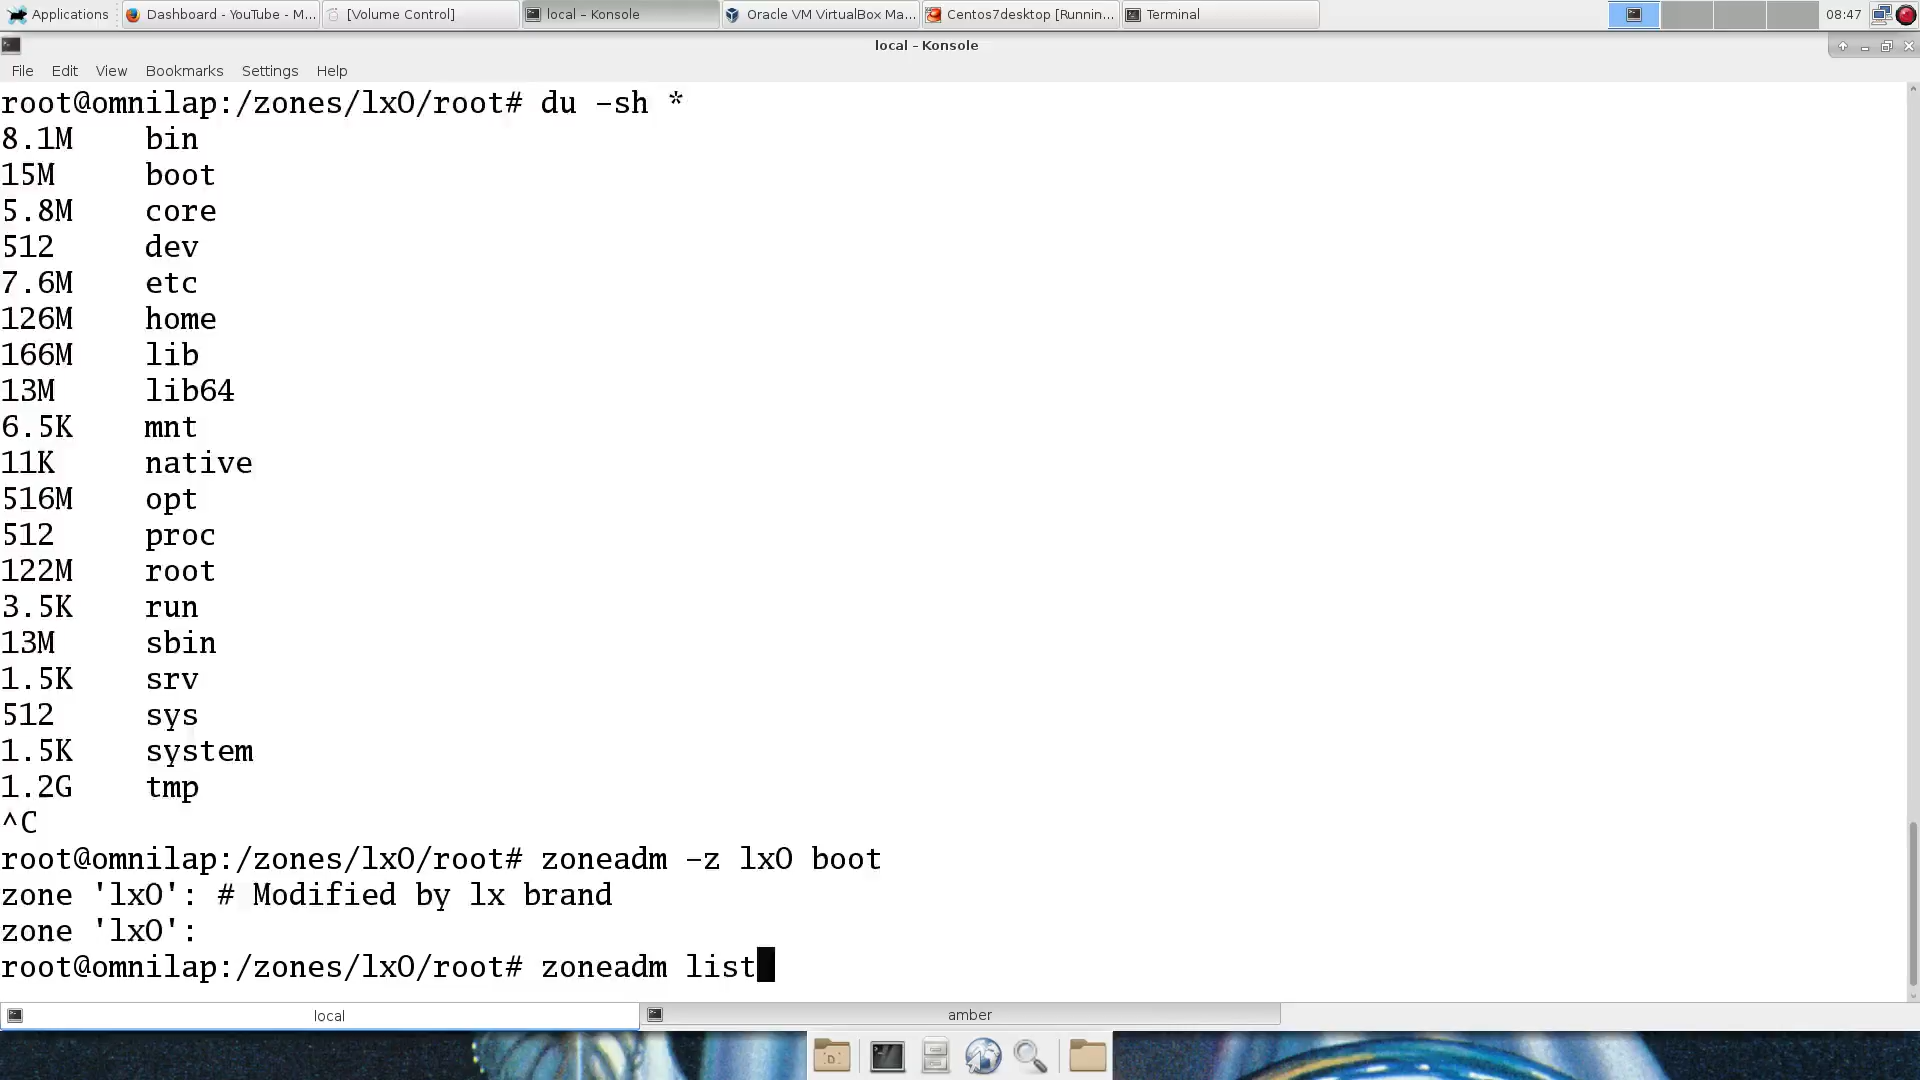 Applications
Dashboard - YouTube - M...
[Volume Control]
local - Konsole
Oracle VM VirtualBox Ma...
Centos7desktop [Runnin...
Terminal
08:47
local - Konsole
File Edit View Bookmarks Settings Help
root@omnilap:/zones/lx0/root# du -sh *
8.1M bin
15M boot
5.8M core
512 dev
7.6M etc
126M home
166M lib
13M lib64
6.5K mnt
11K native
516M opt
512 proc
122M root
3.5K run
13M sbin
1.5K srv
512 sys
1.5K system
1.2G tmp
^C
root@omnilap:/zones/lx0/root# zoneadm -z lx0 boot
zone 'lx0': # Modified by lx brand
zone 'lx0':
root@omnilap:/zones/lx0/root# zoneadm list
local
amber